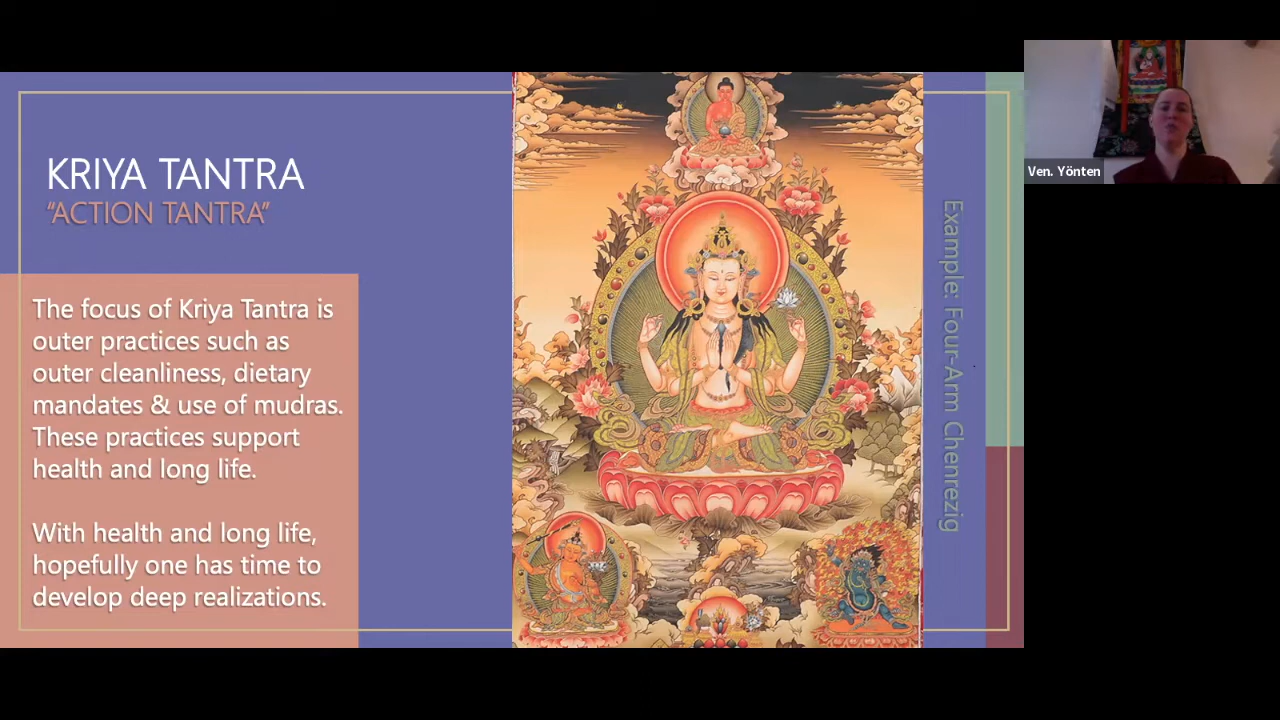 KRIYA TANTRA
“ACTION TANTRA”
The focus of Kriya Tantra is
outer practices such as
outer cleanliness, dietary
mandates & use of mudras.
These practices support
health and long life.
With health and long life,
hopefully one has time to
develop deep realizations.
Example: Four-Arm Chenrezig
Ven. Yönten